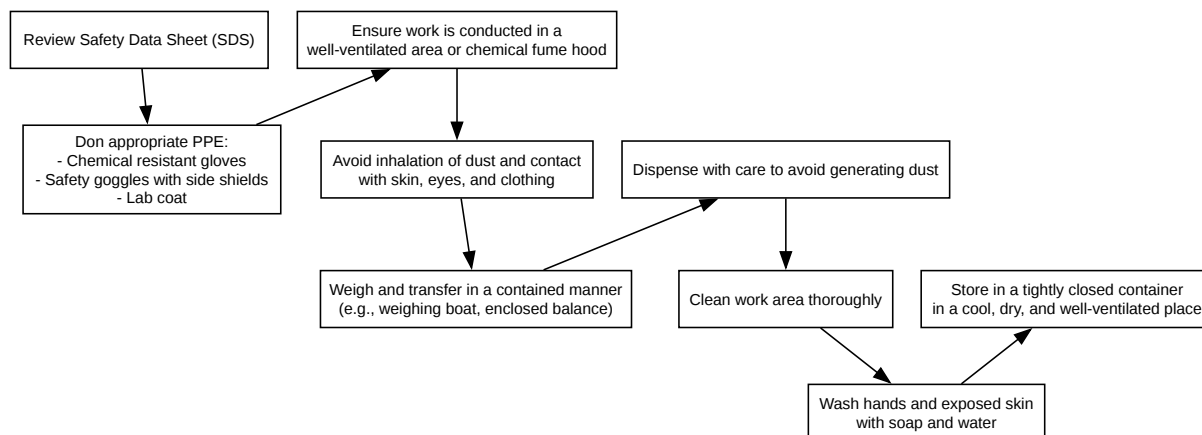 Review Safety Data Sheet (SDS)
Don appropriate PPE:
- Chemical resistant gloves
- Safety goggles with side shields
- Lab coat
Ensure work is conducted in a
well-ventilated area or chemical fume hood
Avoid inhalation of dust and contact
with skin, eyes, and clothing
Weigh and transfer in a contained manner
(e.g., weighing boat, enclosed balance)
Dispense with care to avoid generating dust
Clean work area thoroughly
Wash hands and exposed skin
with soap and water
Store in a tightly closed container
in a cool, dry, and well-ventilated place